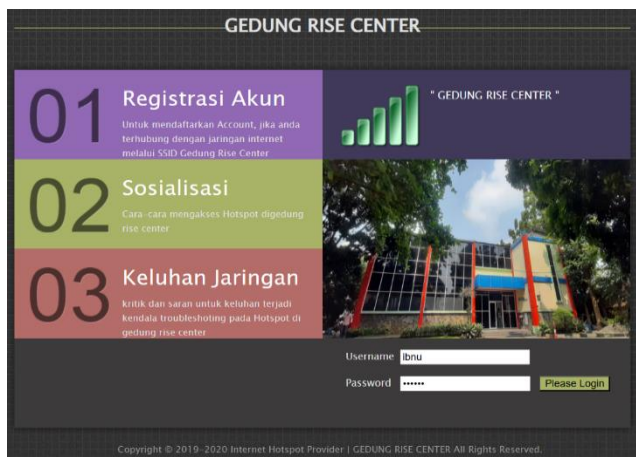 GEDUNG RISE CENTER
01
Registrasi Akun
Untuk mendaftarkan Account, jika anda
terhubung dengan jaringan internet
melalui SSID Gedung Rise Center
02
Sosialisasi
Cara-cara mengakses Hotspot digedung
rise center
03
Keluhan Jaringan
kritik dan saran untuk keluhan terjadi
kendala troubleshoting pada Hotspot di
gedung rise center
" GEDUNG RISE CENTER "
Username ibnu
Password •••••• Please Login
Copyright © 2019-2020 Internet Hotspot Provider | GEDUNG RISE CENTER All Rights Reserved.